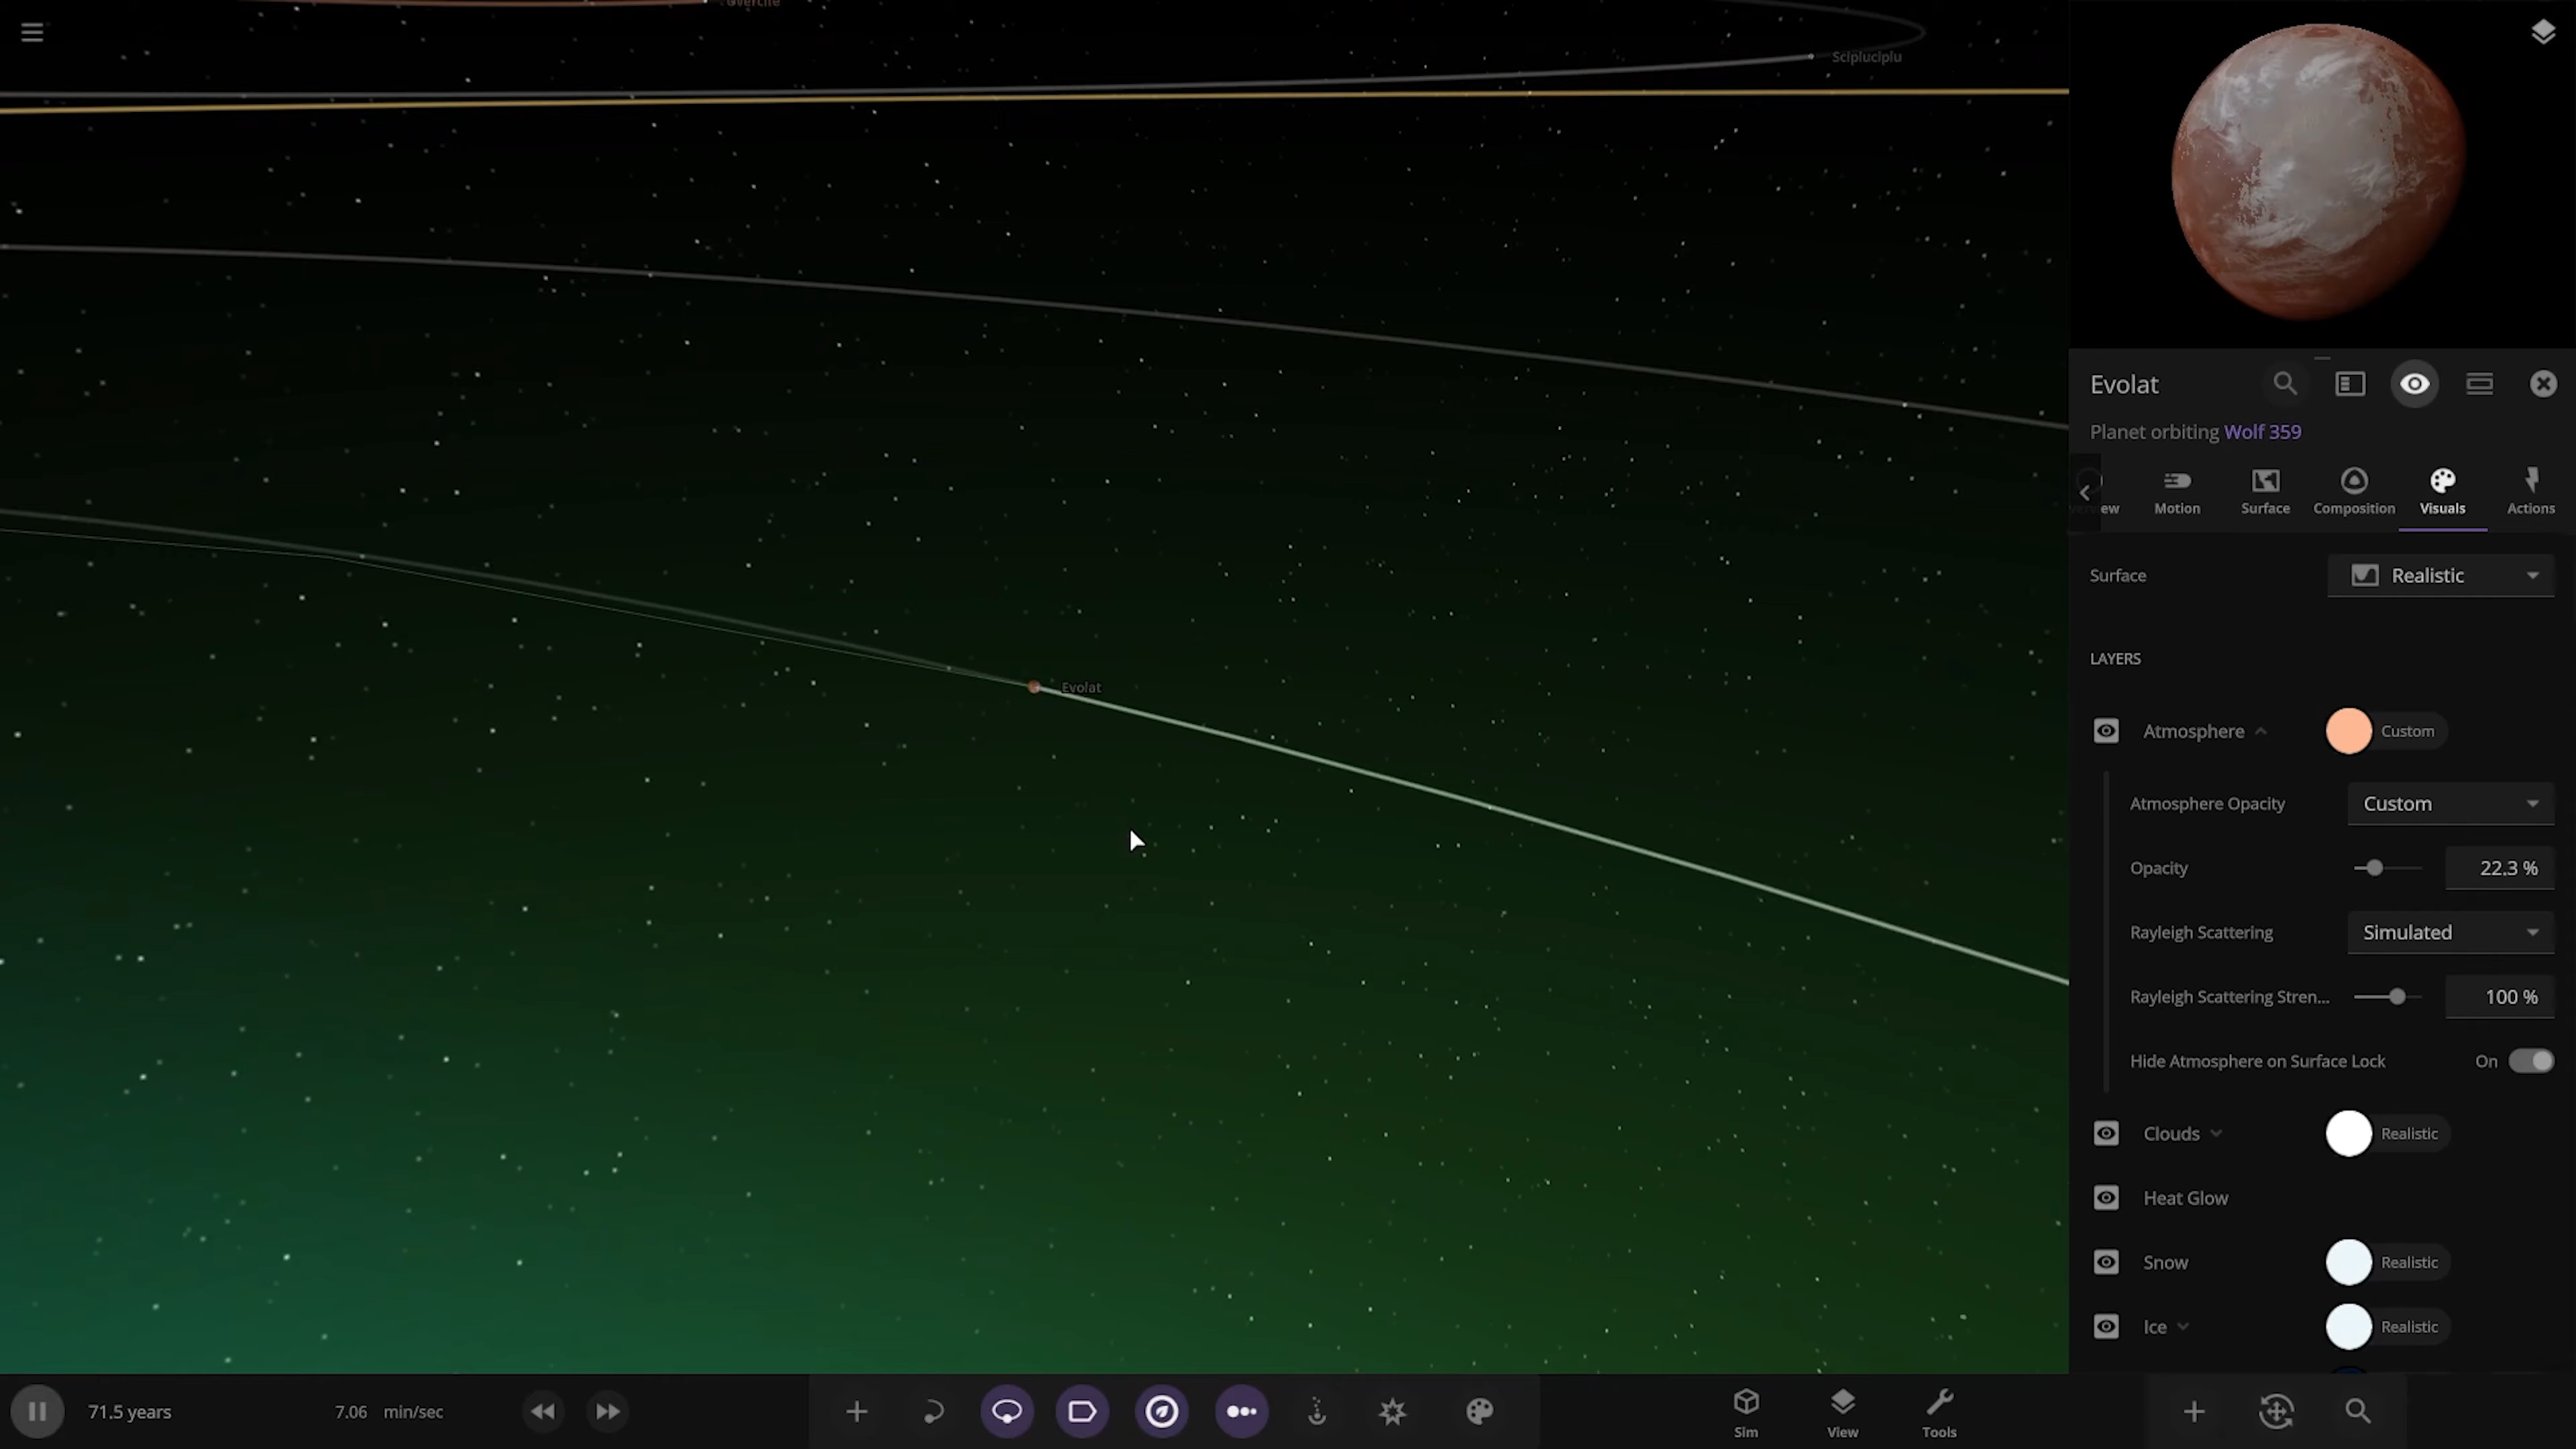 Scipluciplu
Evolat
Evolat
Planet orbiting Wolf 359
Motion
Surface
Composition
Visuals
Actions
Surface
Realistic
LAYERS
Atmosphere
Custom
Atmosphere Opacity
Custom
Opacity
22.3 %
Rayleigh Scattering
Simulated
Rayleigh Scattering Stren...
100 %
Hide Atmosphere on Surface Lock
On
Clouds
Realistic
Heat Glow
Snow
Realistic
Ice
Realistic
71.5 years
7.06 min/sec
Sim
View
Tools